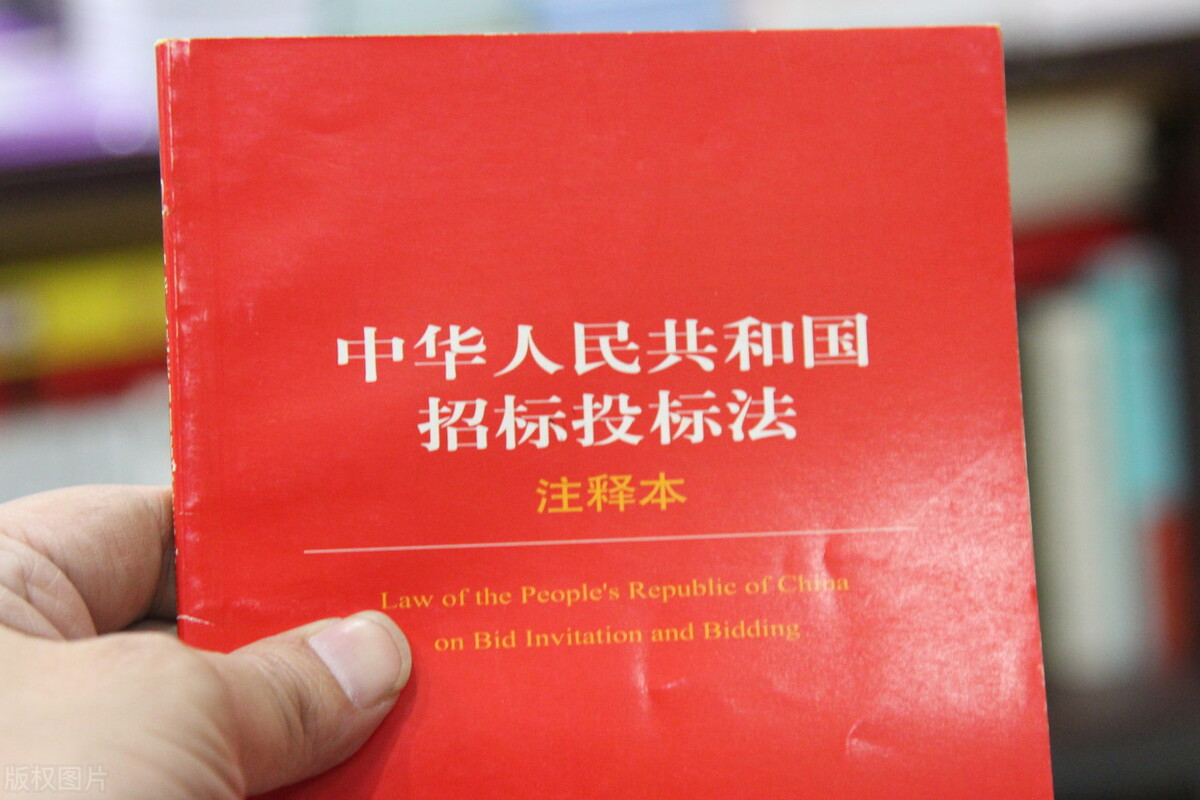 中华人民共和国
招标投标法
注释本
Law of the People's Republic of China
on Bid Invitation and Bidding
版权图片